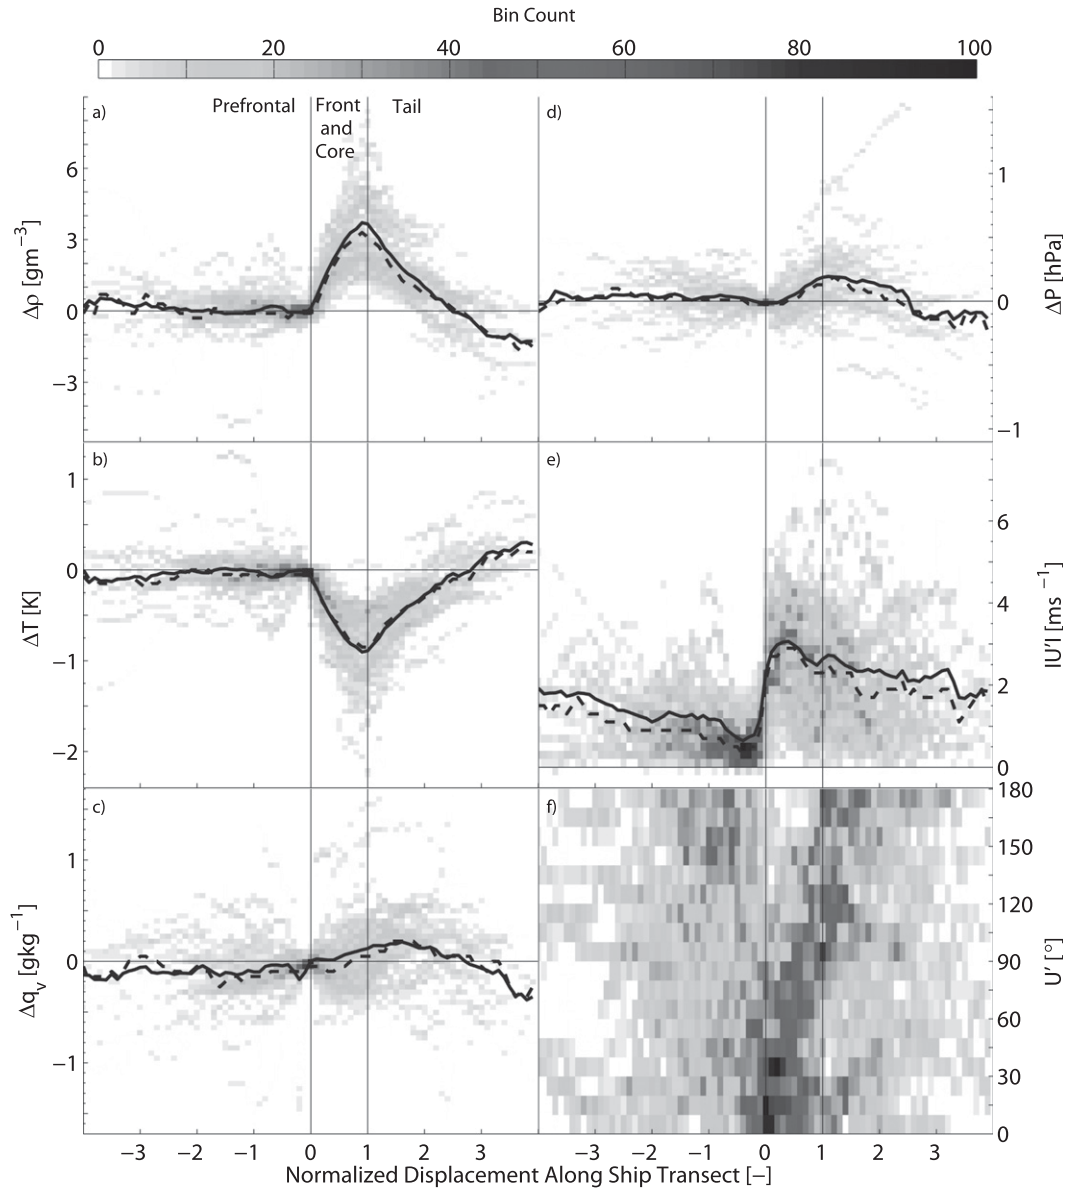 Bin Count
0 20 40 60 80 100
a) Prefrontal Front Tail d)
and
Core
6
3
0
−3
Δρ [gm⁻³]
1
0
−1
ΔP [hPa]
b)
1
0
−1
−2
ΔT [K]
e)
6
4
2
0
|U'| [ms⁻¹]
c)
1
0
−1
Δqᵥ [gkg⁻¹]
f)
180
150
120
90
60
30
0
U' [°]
−3 −2 −1 0 1 2 3 −3 −2 −1 0 1 2 3
Normalized Displacement Along Ship Transect [−]